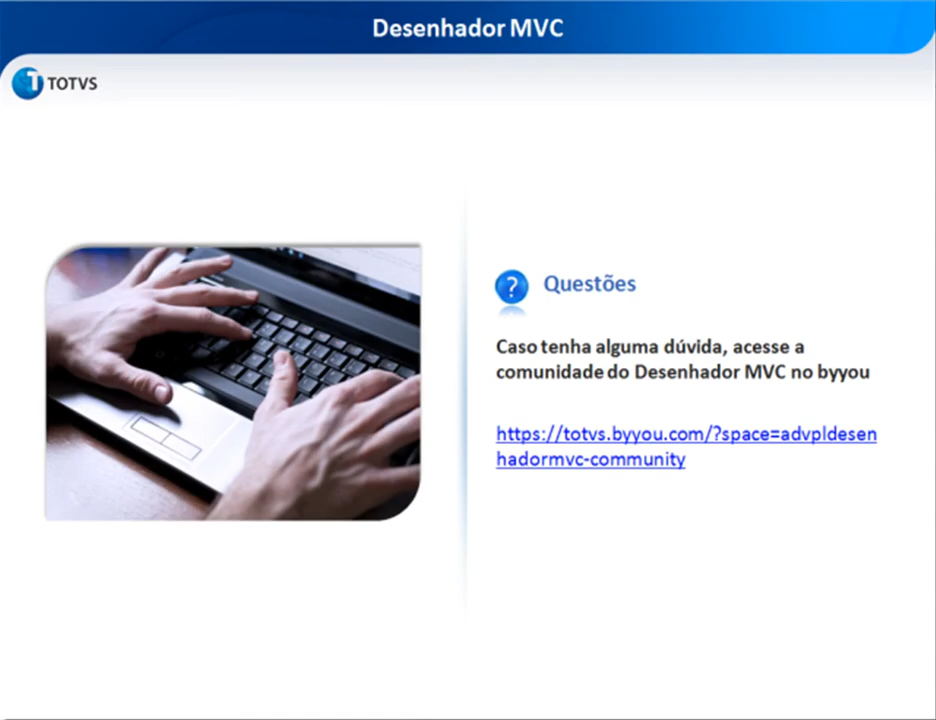 Desenhador MVC
TOTVS
? Questões
Caso tenha alguma dúvida, acesse a
comunidade do Desenhador MVC no byyou
https://totvs.byyou.com/?space=advpldesen
hadormvc-community